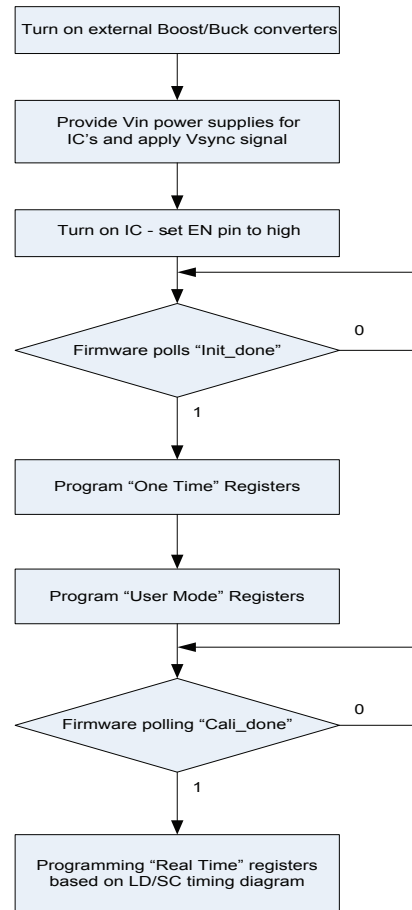 Turn on external Boost/Buck converters
Provide Vin power supplies for
IC's and apply Vsync signal
Turn on IC - set EN pin to high
Firmware polls “Init_done”
0
1
Program “One Time” Registers
Program “User Mode” Registers
Firmware polling “Cali_done”
0
1
Programming “Real Time” registers
based on LD/SC timing diagram